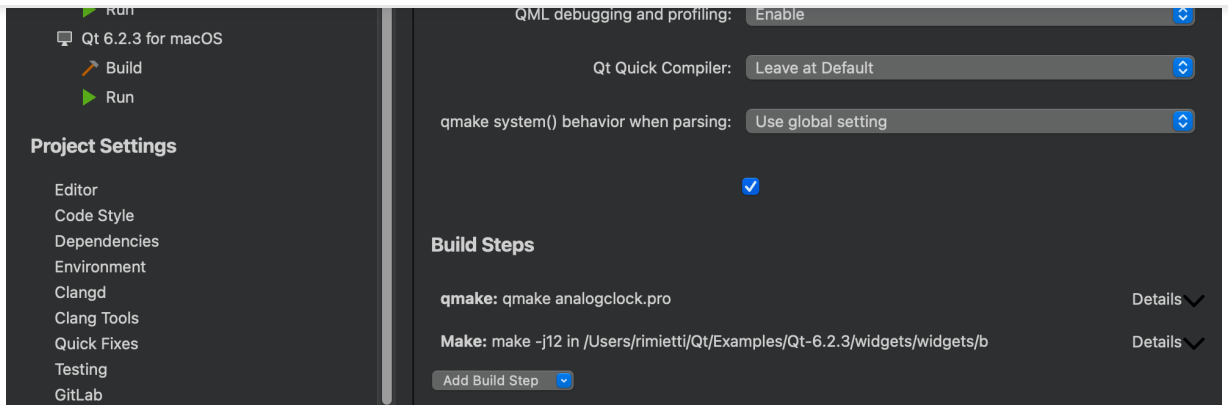 Run
Qt 6.2.3 for macOS
Build
Run
Project Settings
Editor
Code Style
Dependencies
Environment
Clangd
Clang Tools
Quick Fixes
Testing
GitLab
QML debugging and profiling: Enable
Qt Quick Compiler: Leave at Default
qmake system() behavior when parsing: Use global setting
Build Steps
qmake: qmake analogclock.pro Details
Make: make -j12 in /Users/rimietti/Qt/Examples/Qt-6.2.3/widgets/widgets/b Details
Add Build Step